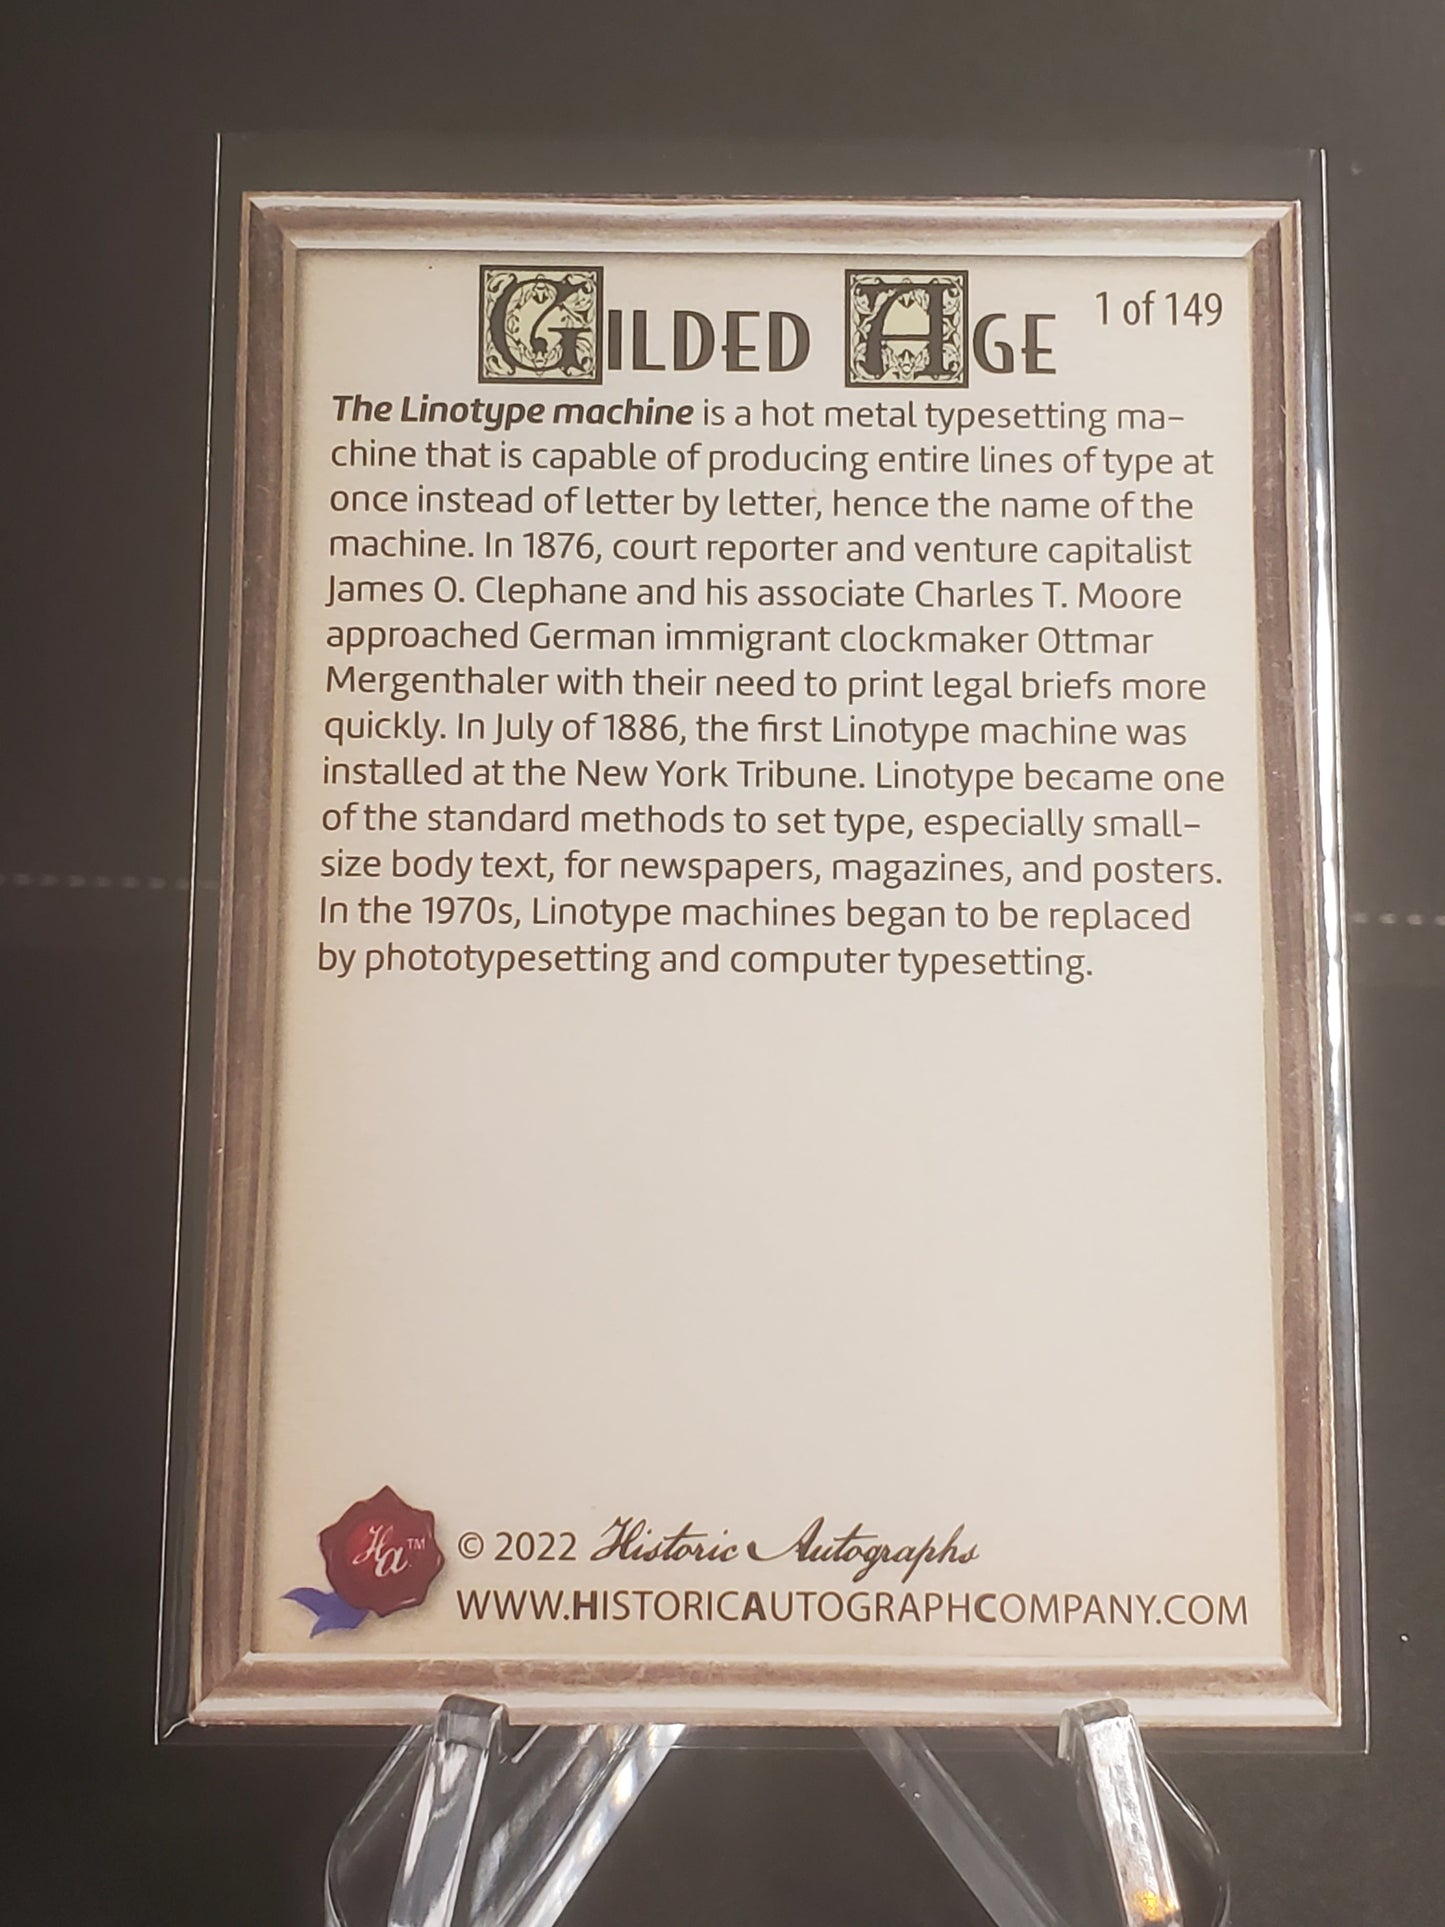 GILDED AGE
1 of 149
The Linotype machine is a hot metal typesetting ma-
chine that is capable of producing entire lines of type at
once instead of letter by letter, hence the name of the
machine. In 1876, court reporter and venture capitalist
James O. Clephane and his associate Charles T. Moore
approached German immigrant clockmaker Ottmar
Mergenthaler with their need to print legal briefs more
quickly. In July of 1886, the first Linotype machine was
installed at the New York Tribune. Linotype became one
of the standard methods to set type, especially small-
size body text, for newspapers, magazines, and posters.
In the 1970s, Linotype machines began to be replaced
by phototypesetting and computer typesetting.
Ha™
© 2022 Historic Autographs
WWW.HISTORICAUTOGRAPHCOMPANY.COM